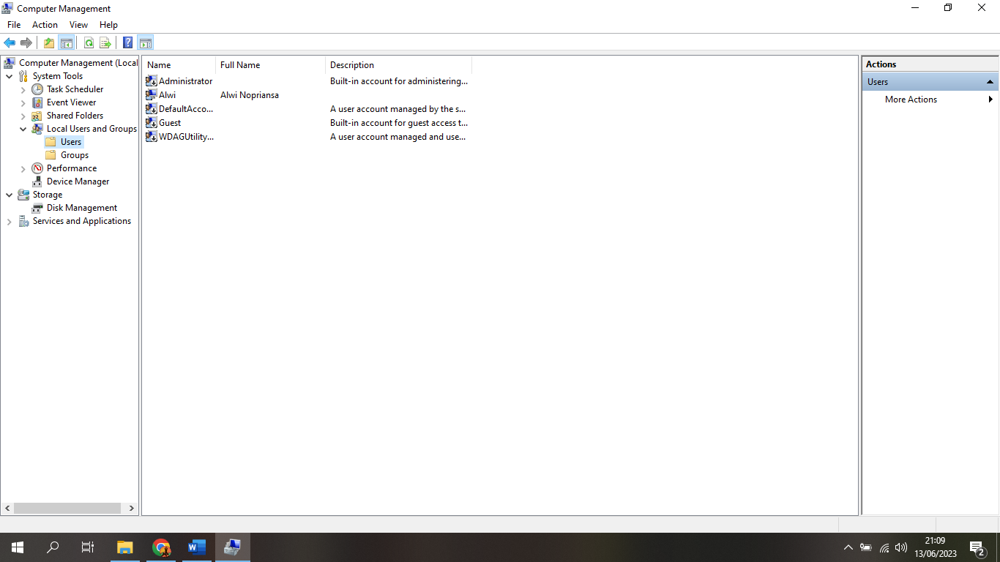 Computer Management
File Action View Help
Computer Management (Local
System Tools
Task Scheduler
Event Viewer
Shared Folders
Local Users and Groups
Users
Groups
Performance
Device Manager
Storage
Disk Management
Services and Applications
Name Full Name Description
Administrator Built-in account for administering...
Alwi Alwi Nopriansa
DefaultAcco... A user account managed by the s...
Guest Built-in account for guest access t...
WDAGUtility... A user account managed and use...
Actions
Users
More Actions
21:09
13/06/2023
2